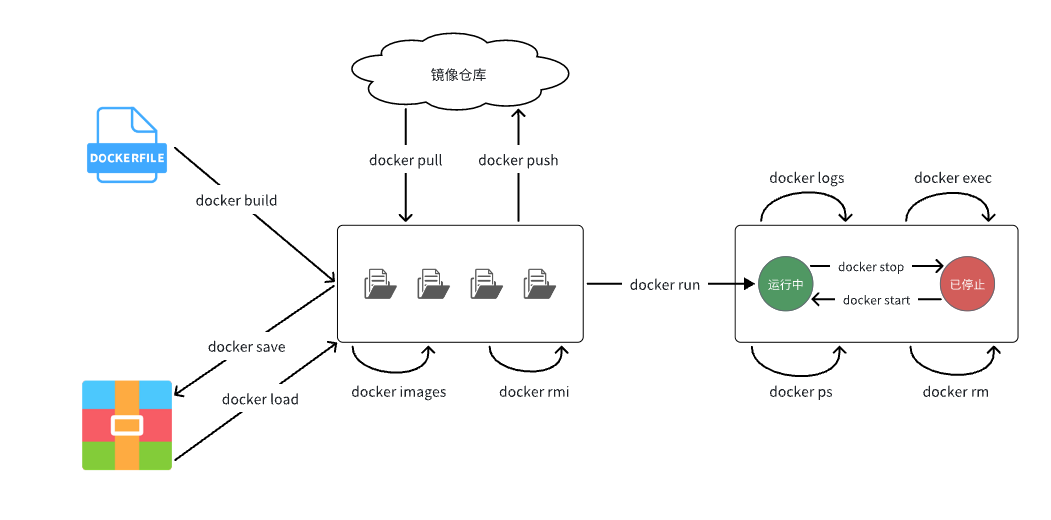 镜像仓库
DOCKERFILE
docker pull
docker push
docker build
docker logs
docker exec
docker run
运行中
docker stop
docker start
已停止
docker save
docker load
docker images
docker rmi
docker ps
docker rm